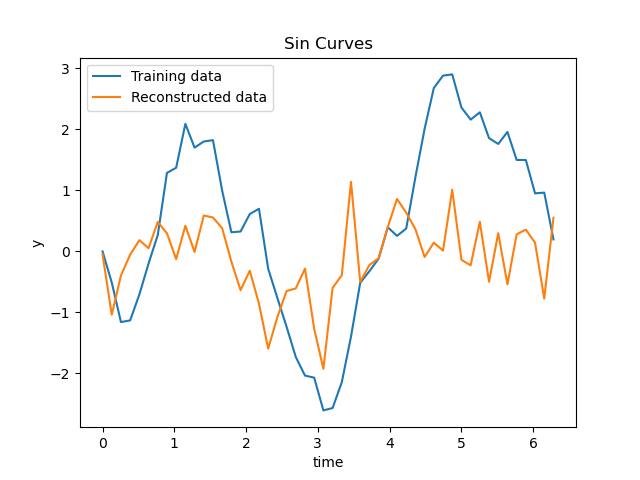 Sin Curves
Training data
Reconstructed data
3
2
1
0
−1
−2
y
0 1 2 3 4 5 6
time